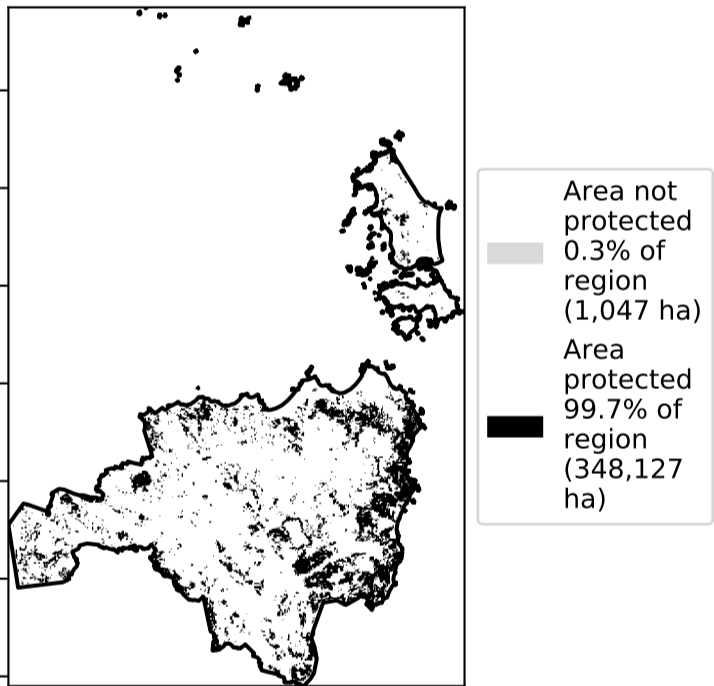 Area not
protected
0.3% of
region
(1,047 ha)
Area
protected
99.7% of
region
(348,127
ha)